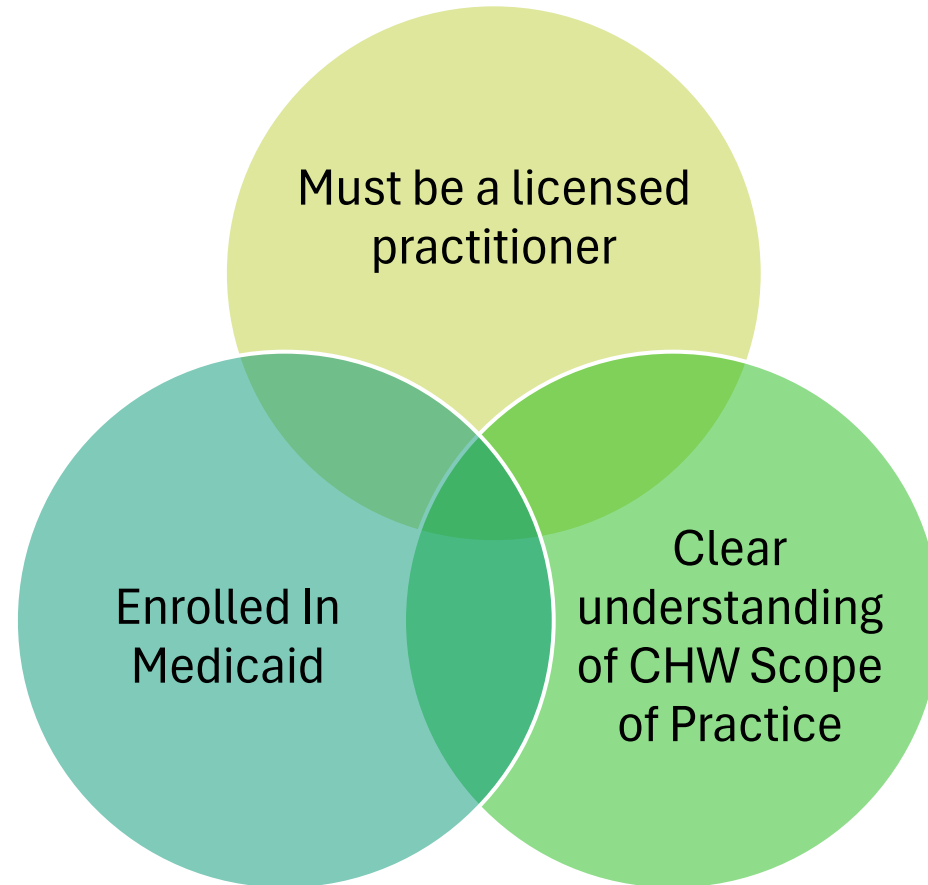 Must be a licensed
practitioner
Enrolled In
Medicaid
Clear
understanding
of CHW Scope
of Practice